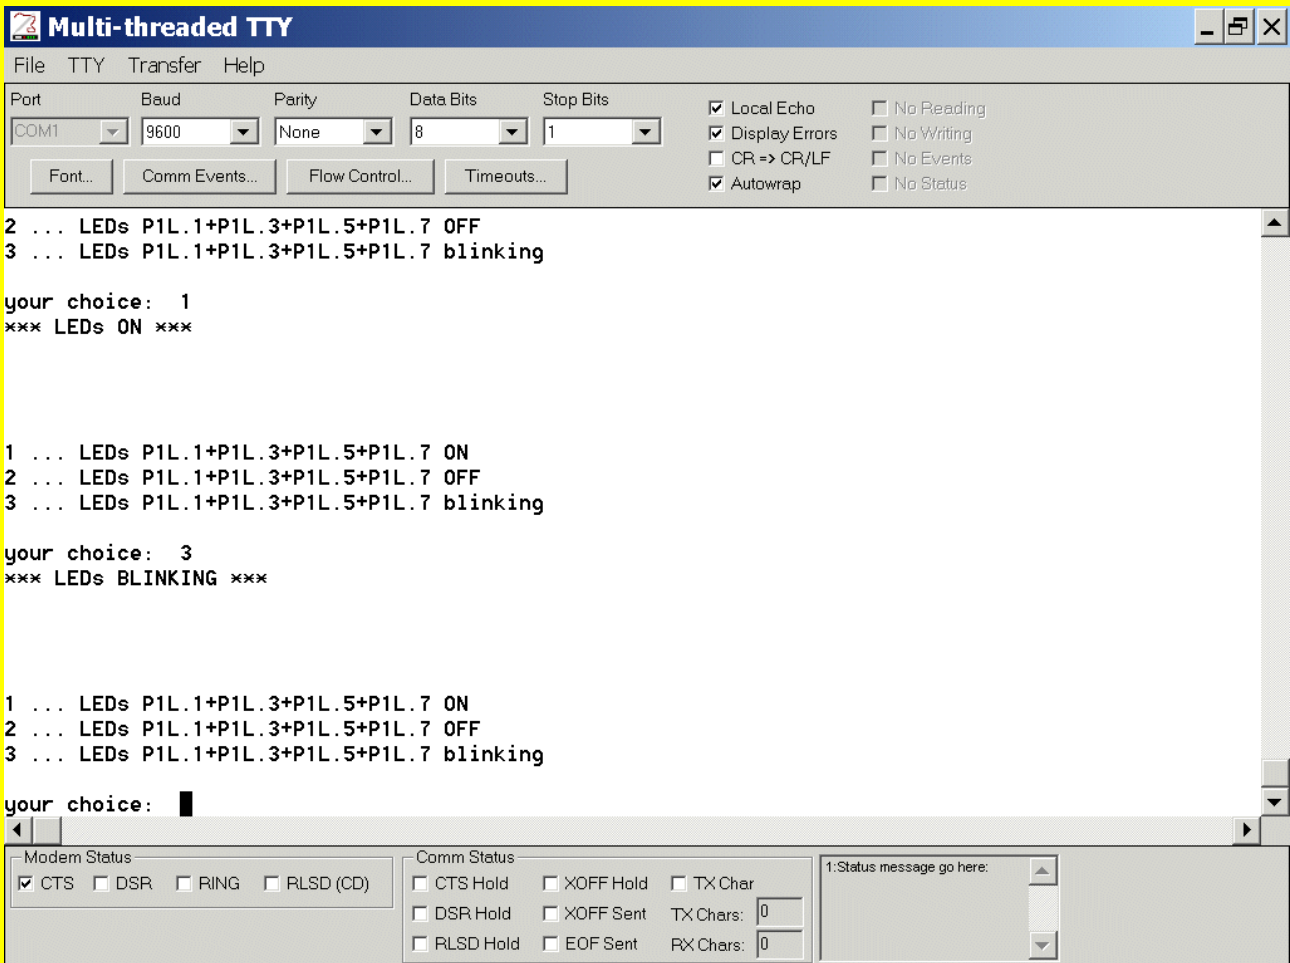 Multi-threaded TTY
File TTY Transfer Help
Port Baud Parity Data Bits Stop Bits
COM1 9600 None 8 1
Local Echo No Reading
Display Errors No Writing
CR => CR/LF No Events
Autowrap No Status
Font... Comm Events... Flow Control... Timeouts...
2 ... LEDs P1L.1+P1L.3+P1L.5+P1L.7 OFF
3 ... LEDs P1L.1+P1L.3+P1L.5+P1L.7 blinking
your choice: 1
*** LEDs ON ***
1 ... LEDs P1L.1+P1L.3+P1L.5+P1L.7 ON
2 ... LEDs P1L.1+P1L.3+P1L.5+P1L.7 OFF
3 ... LEDs P1L.1+P1L.3+P1L.5+P1L.7 blinking
your choice: 3
*** LEDs BLINKING ***
1 ... LEDs P1L.1+P1L.3+P1L.5+P1L.7 ON
2 ... LEDs P1L.1+P1L.3+P1L.5+P1L.7 OFF
3 ... LEDs P1L.1+P1L.3+P1L.5+P1L.7 blinking
your choice:
Modem Status
CTS DSR RING RLSD (CD)
Comm Status
CTS Hold XOFF Hold TX Char
DSR Hold XOFF Sent TX Chars: 0
RLSD Hold EOF Sent RX Chars: 0
1:Status message go here: